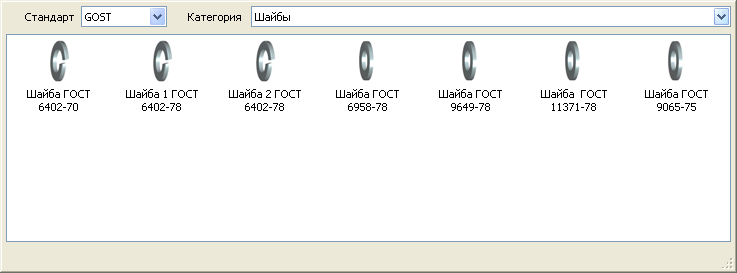 Стандарт GOST Категория Шайбы
Шайба ГОСТ 6402-70
Шайба 1 ГОСТ 6402-78
Шайба 2 ГОСТ 6402-78
Шайба ГОСТ 6958-78
Шайба ГОСТ 9649-78
Шайба  ГОСТ 11371-78
Шайба ГОСТ 9065-75